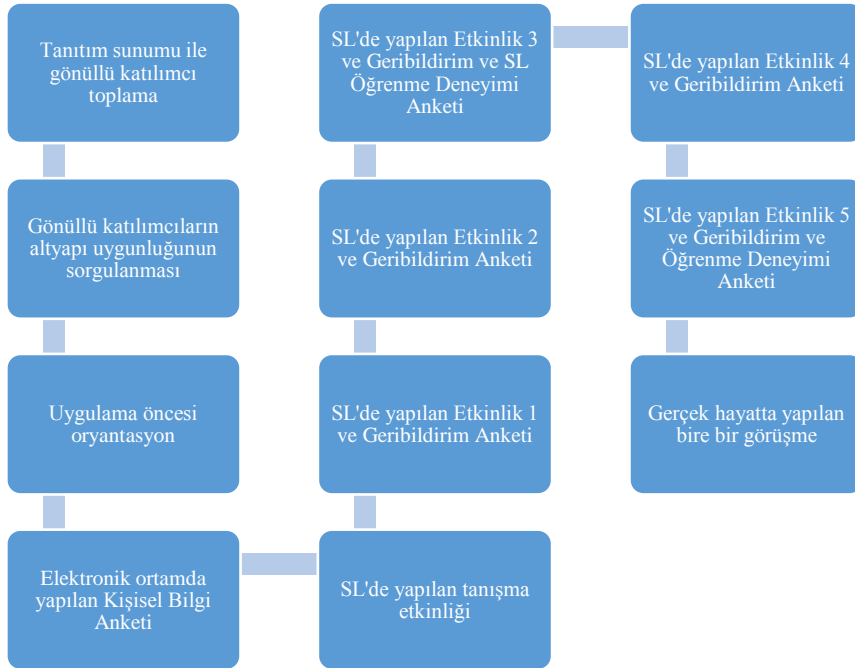 Tanıtım sunumu ile
gönüllü katılımcı
toplama
Gönüllü katılımcıların
altyapı uygunluğunun
sorgulanması
Uygulama öncesi
oryantasyon
Elektronik ortamda
yapılan Kişisel Bilgi
Anketi
SL'de yapılan tanışma
etkinliği
SL'de yapılan Etkinlik 1
ve Geribildirim Anketi
SL'de yapılan Etkinlik 2
ve Geribildirim Anketi
SL'de yapılan Etkinlik 3
ve Geribildirim ve SL
Öğrenme Deneyimi
Anketi
SL'de yapılan Etkinlik 4
ve Geribildirim Anketi
SL'de yapılan Etkinlik 5
ve Geribildirim ve
Öğrenme Deneyimi
Anketi
Gerçek hayatta yapılan
bire bir görüşme